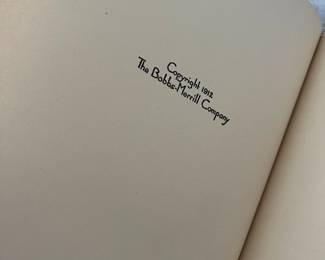 Copyright 1912
The Bobbs-Merrill Company